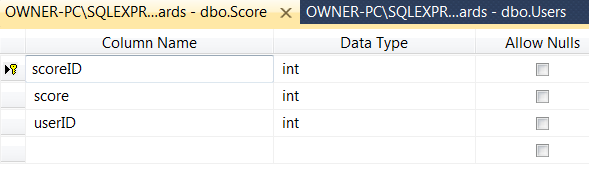 OWNER-PC\SQLEXPR...ards - dbo.Score × OWNER-PC\SQLEXPR...ards - dbo.Users
Column Name Data Type Allow Nulls
scoreID int
score int
userID int